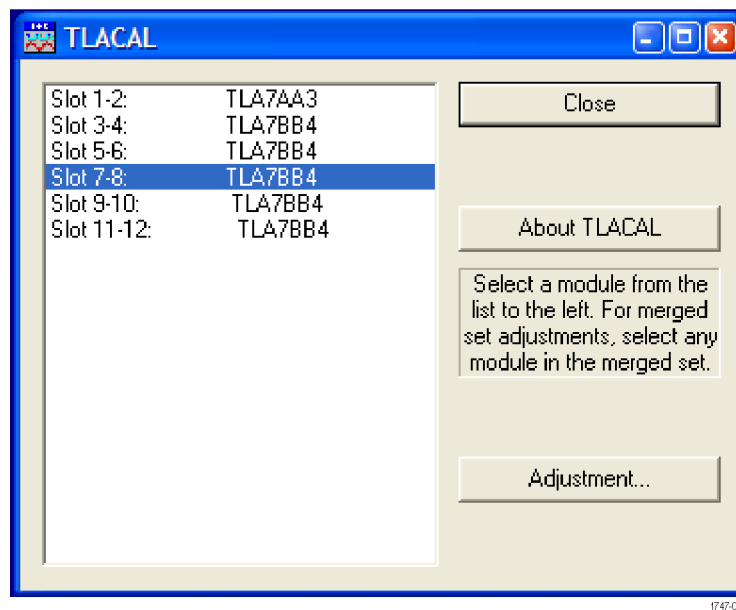 TLACAL
Slot 1-2: TLA7AA3
Slot 3-4: TLA7BB4
Slot 5-6: TLA7BB4
Slot 7-8: TLA7BB4
Slot 9-10: TLA7BB4
Slot 11-12: TLA7BB4
Close
About TLACAL
Select a module from the
list to the left. For merged
set adjustments, select any
module in the merged set.
Adjustment...